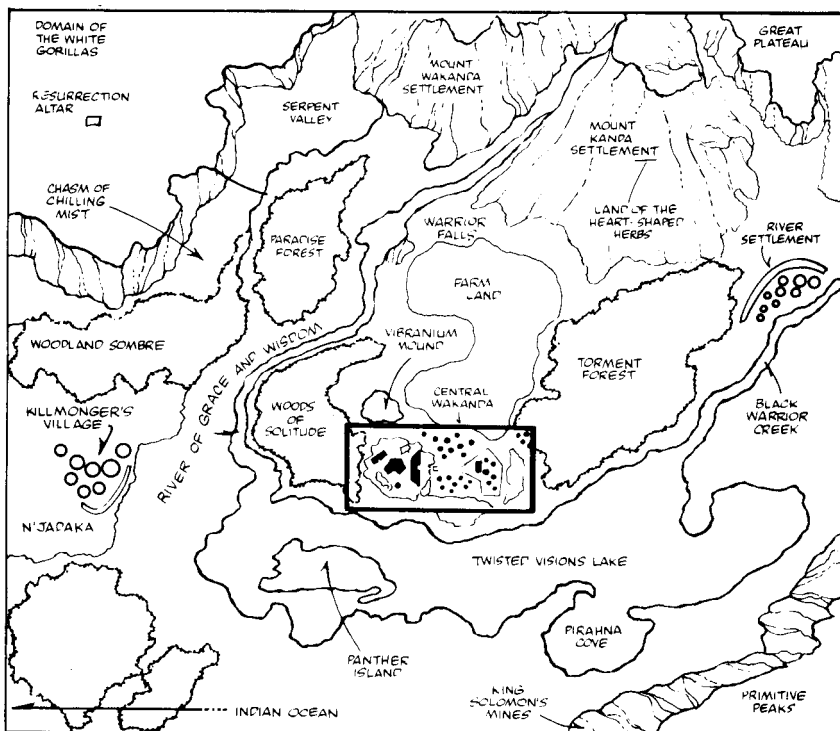 DOMAIN OF
THE WHITE
GORILLAS
RESURRECTION
ALTAR
SERPENT
VALLEY
MOUNT
WAKANDA
SETTLEMENT
GREAT
PLATEAU
MOUNT
KANDA
SETTLEMENT
LAND OF THE
HEART-SHAPED
HERBS
CHASM OF
CHILLING
MIST
PARADISE
FOREST
WARRIOR
FALLS
RIVER
SETTLEMENT
FARM
LAND
WOODLAND SOMBRE
RIVER OF GRACE AND WISDOM
VIBRANIUM
MOUND
TORMENT
FOREST
KILLMONGER'S
VILLAGE
WOODS
OF
SOLITUDE
CENTRAL
WAKANDA
BLACK
WARRIOR
CREEK
N'JADAKA
TWISTED VISIONS LAKE
PANTHER
ISLAND
PIRAHNA
COVE
INDIAN OCEAN
KING
SOLOMON'S
MINES
PRIMITIVE
PEAKS